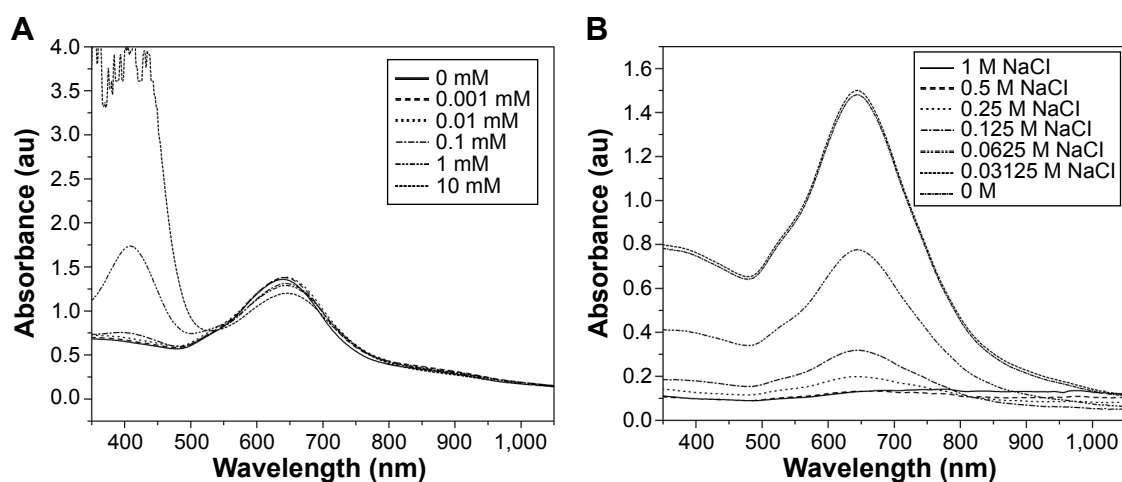 A
Absorbance (au)
4.0
3.5
3.0
2.5
2.0
1.5
1.0
0.5
0.0
0 mM
0.001 mM
0.01 mM
0.1 mM
1 mM
10 mM
400 500 600 700 800 900 1,000
Wavelength (nm)
B
Absorbance (au)
1.6
1.4
1.2
1.0
0.8
0.6
0.4
0.2
0.0
1 M NaCl
0.5 M NaCl
0.25 M NaCl
0.125 M NaCl
0.0625 M NaCl
0.03125 M NaCl
0 M
400 500 600 700 800 900 1,000
Wavelength (nm)